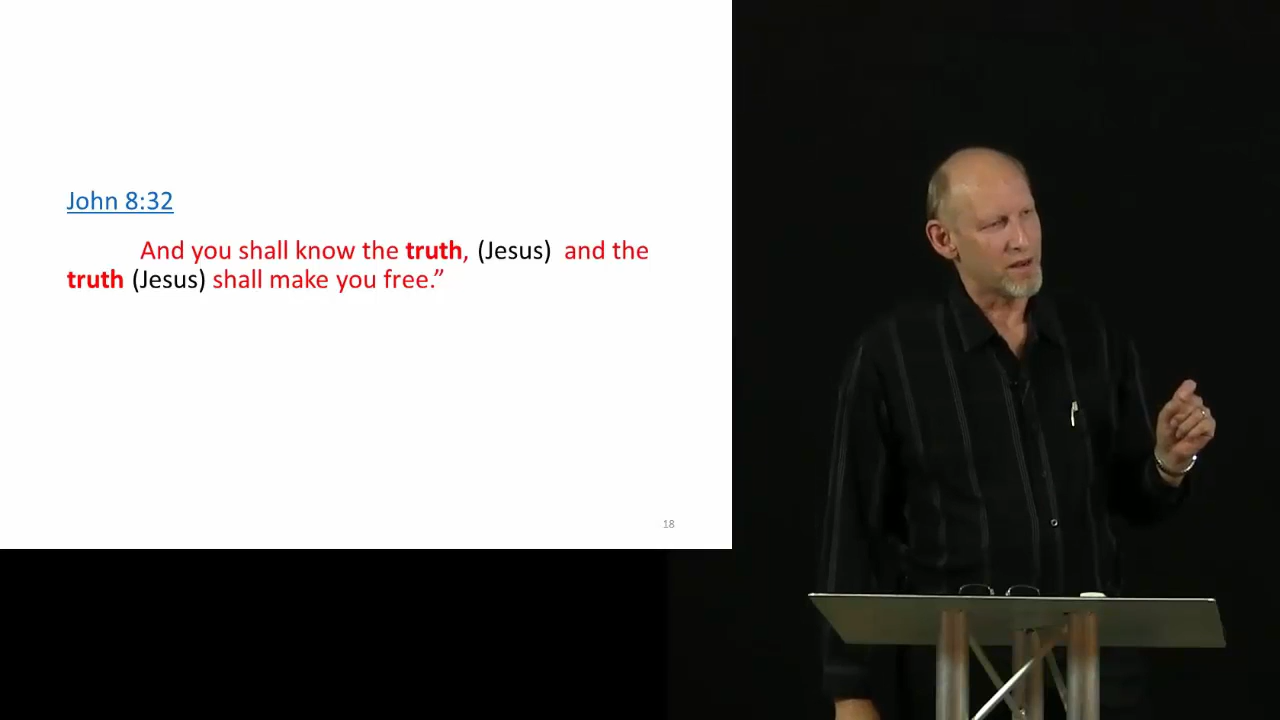 John 8:32
And you shall know the truth, (Jesus) and the
truth (Jesus) shall make you free.”
18